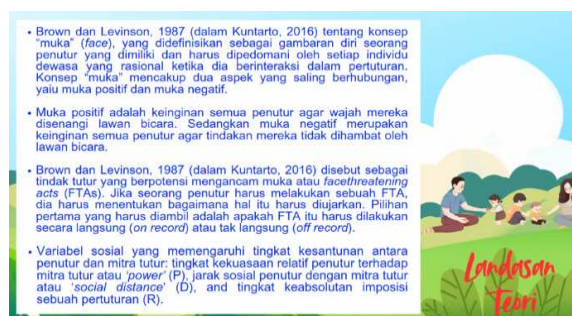 • Brown dan Levinson, 1987 (dalam Kuntarto, 2016) tentang konsep
"muka" (face), yang didefinisikan sebagai gambaran diri seorang
penutur yang dimiliki dan harus dipedomani oleh setiap individu
dewasa yang rasional ketika dia berinteraksi dalam pertuturan.
Konsep "muka" mencakup dua aspek yang saling berhubungan,
yaiu muka positif dan muka negatif.
• Muka positif adalah keinginan semua penutur agar wajah mereka
disenangi lawan bicara. Sedangkan muka negatif merupakan
keinginan semua penutur agar tindakan mereka tidak dihambat oleh
lawan bicara.
• Brown dan Levinson, 1987 (dalam Kuntarto, 2016) disebut sebagai
tindak tutur yang berpotensi mengancam muka atau facethreatening
acts (FTAs). Jika seorang penutur harus melakukan sebuah FTA,
dia harus menentukan bagaimana hal itu harus diujarkan. Pilihan
pertama yang harus diambil adalah apakah FTA itu harus dilakukan
secara langsung (on record) atau tak langsung (off record).
• Variabel sosial yang memengaruhi tingkat kesantunan antara
penutur dan mitra tutur: tingkat kekuasaan relatif penutur terhadap
mitra tutur atau 'power' (P), jarak sosial penutur dengan mitra tutur
atau 'social distance' (D), and tingkat keabsolutan imposisi
sebuah pertuturan (R).
Landasan
Teori